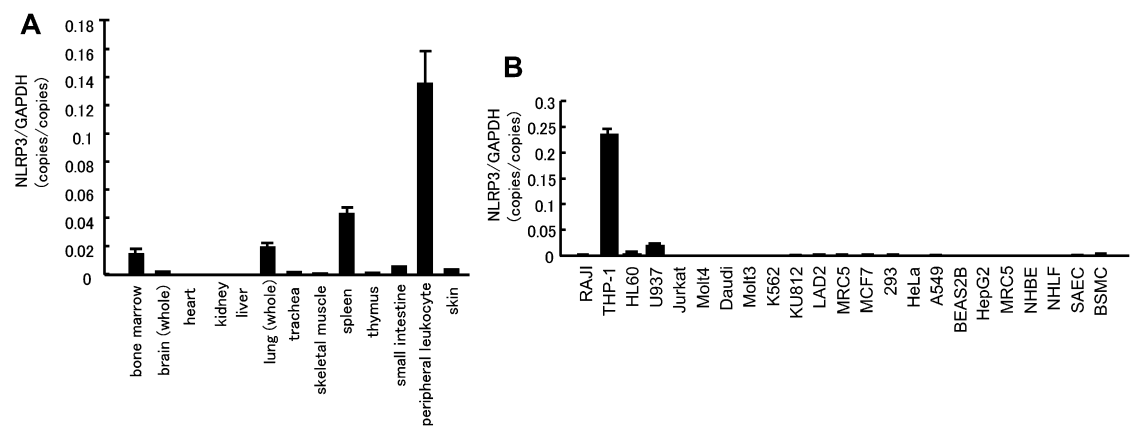 A
NLRP3/GAPDH
(copies/copies)
0.18
0.16
0.14
0.12
0.1
0.08
0.06
0.04
0.02
0
bone marrow
brain (whole)
heart
kidney
liver
lung (whole)
trachea
skeletal muscle
spleen
thymus
small intestine
peripheral leukocyte
skin
B
NLRP3/GAPDH
(copies/copies)
0.3
0.25
0.2
0.15
0.1
0.05
0
RAJI
THP-1
HL60
U937
Jurkat
Molt4
Daudi
Molt3
K562
KU812
LAD2
MRC5
MCF7
293
HeLa
A549
BEAS2B
HepG2
MRC5
NHBE
NHLF
SAEC
BSMC